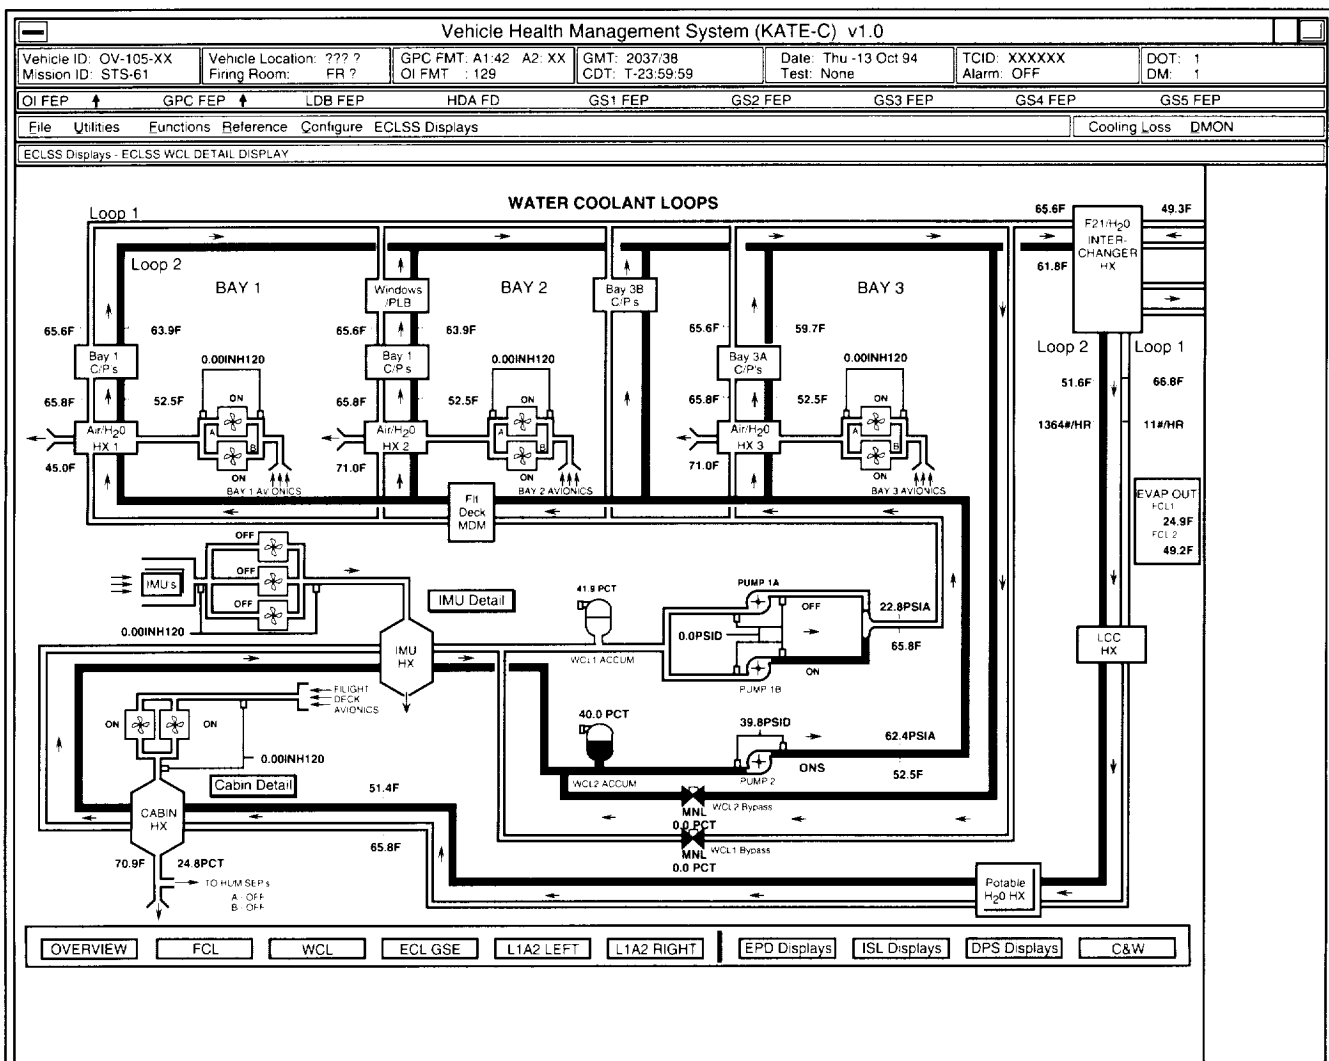 Vehicle Health Management System (KATE-C) v1.0
Vehicle ID: OV-105-XX
Mission ID: STS-61
Vehicle Location: ??? ?
Firing Room: FR ?
GPC FMT: A1:42 A2: XX
OI FMT : 129
GMT: 2037/38
CDT: T-23:59:59
Date: Thu -13 Oct 94
Test: None
TCID: XXXXXX
Alarm: OFF
DOT: 1
DM: 1
OI FEP GPC FEP LDB FEP HDA FD GS1 FEP GS2 FEP GS3 FEP GS4 FEP GS5 FEP
File Utilities Functions Reference Configure ECLSS Displays Cooling Loss DMON
ECLSS Displays - ECLSS WCL DETAIL DISPLAY
WATER COOLANT LOOPS
Loop 1
Loop 2
BAY 1
BAY 2
BAY 3
65.6F
49.3F
F21/H20
INTER-
CHANGER
HX
61.8F
Windows
/PLB
Bay 3B
C/P's
65.6F
63.9F
65.6F
63.9F
65.6F
59.7F
Bay 1
C/P's
0.00INH120
Bay 1
C/P's
0.00INH120
Bay 3A
C/P's
0.00INH120
Loop 2
Loop 1
51.6F
66.8F
65.8F
52.5F
ON
65.8F
52.5F
ON
65.8F
52.5F
ON
1364#/HR
11#/HR
Air/H20
HX 1
A
B
Air/H20
HX 2
A
B
Air/H20
HX 3
A
B
45.0F
ON
71.0F
ON
71.0F
ON
BAY 1 AVIONICS
BAY 2 AVIONICS
BAY 3 AVIONICS
Flt
Deck
MDM
EVAP OUT
FCL1
24.9F
FCL 2
49.2F
OFF
OFF
OFF
IMU's
0.00INH120
IMU Detail
IMU
HX
41.9 PCT
WCL1 ACCUM
PUMP 1A
OFF
22.8PSIA
0.0PSID
65.8F
ON
PUMP 1B
LCC
HX
FILIGHT
DECK
AVIONICS
ON
ON
0.00INH120
Cabin Detail
40.0 PCT
WCL2 ACCUM
39.8PSID
62.4PSIA
PUMP 2
ONS
52.5F
CABIN
HX
51.4F
MNL
0.0 PCT
WCL2 Bypass
65.8F
MNL
0.0 PCT
WCL1 Bypass
70.9F
24.8PCT
TO HUM SEP's
A - OFF
B - OFF
Potable
H20 HX
OVERVIEW FCL WCL ECL GSE L1A2 LEFT L1A2 RIGHT EPD Displays ISL Displays DPS Displays C&W